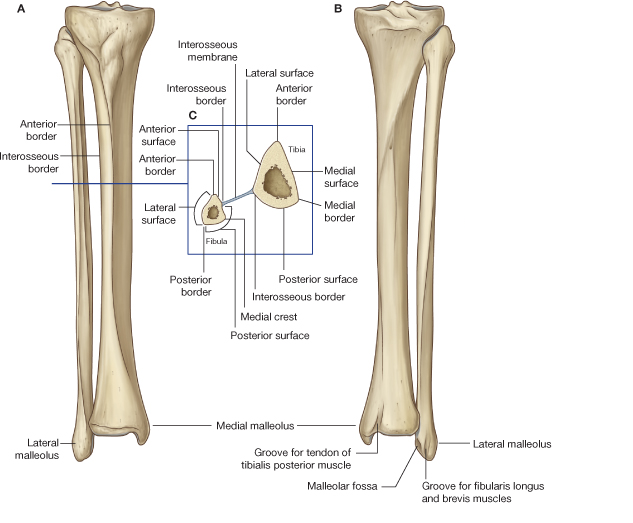 A
B
Interosseous
membrane
Lateral surface
Interosseous
border
Anterior
border
C
Anterior
border
Anterior
surface
Tibia
Interosseous
border
Anterior
border
Medial
surface
Lateral
surface
Medial
border
Fibula
Posterior
border
Posterior surface
Interosseous border
Medial crest
Posterior surface
Medial malleolus
Lateral
malleolus
Lateral malleolus
Groove for tendon of
tibialis posterior muscle
Malleolar fossa
Groove for fibularis longus
and brevis muscles